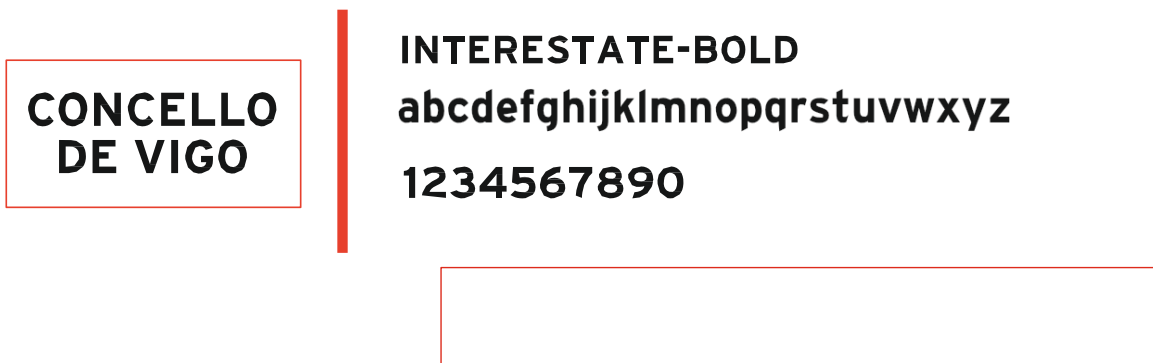 CONCELLO
DE VIGO
INTERESTATE-BOLD
abcdefghijklmnopqrstuvwxyz
1234567890